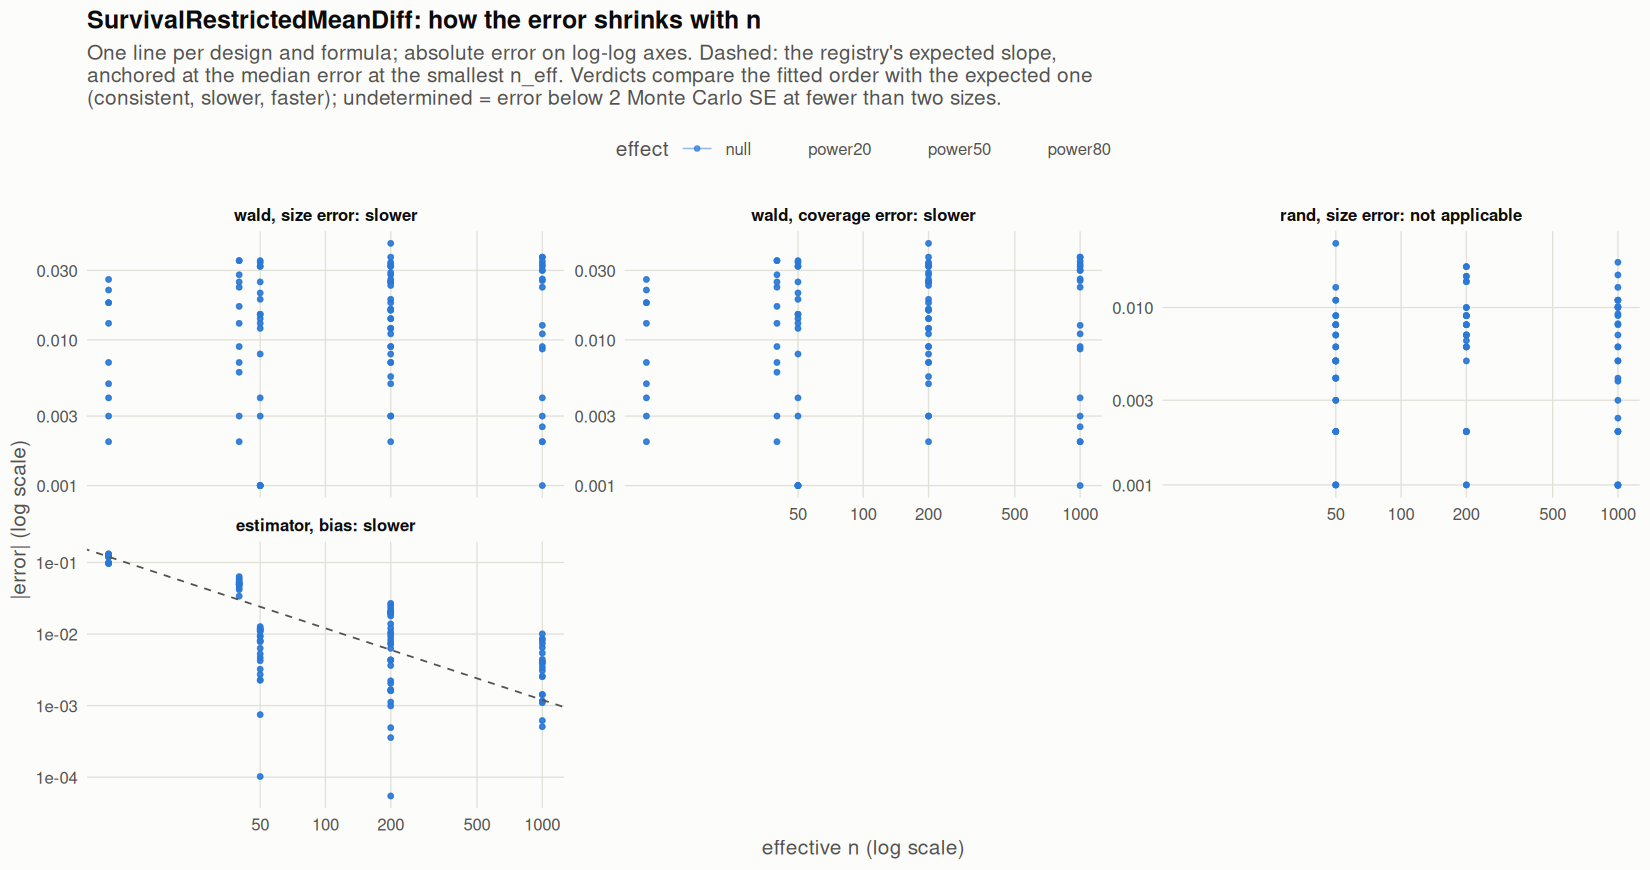 SurvivalRestrictedMeanDiff: how the error shrinks with n
One line per design and formula; absolute error on log-log axes. Dashed: the registry's expected slope,
anchored at the median error at the smallest n_eff. Verdicts compare the fitted order with the expected one
(consistent, slower, faster); undetermined = error below 2 Monte Carlo SE at fewer than two sizes.
effect null power20 power50 power80
wald, size error: slower
0.030
0.010
0.003
0.001
wald, coverage error: slower
0.030
0.010
0.003
0.001
50 100 200 500 1000
rand, size error: not applicable
0.010
0.003
0.001
50 100 200 500 1000
estimator, bias: slower
1e-01
1e-02
1e-03
1e-04
50 100 200 500 1000
|error| (log scale)
effective n (log scale)